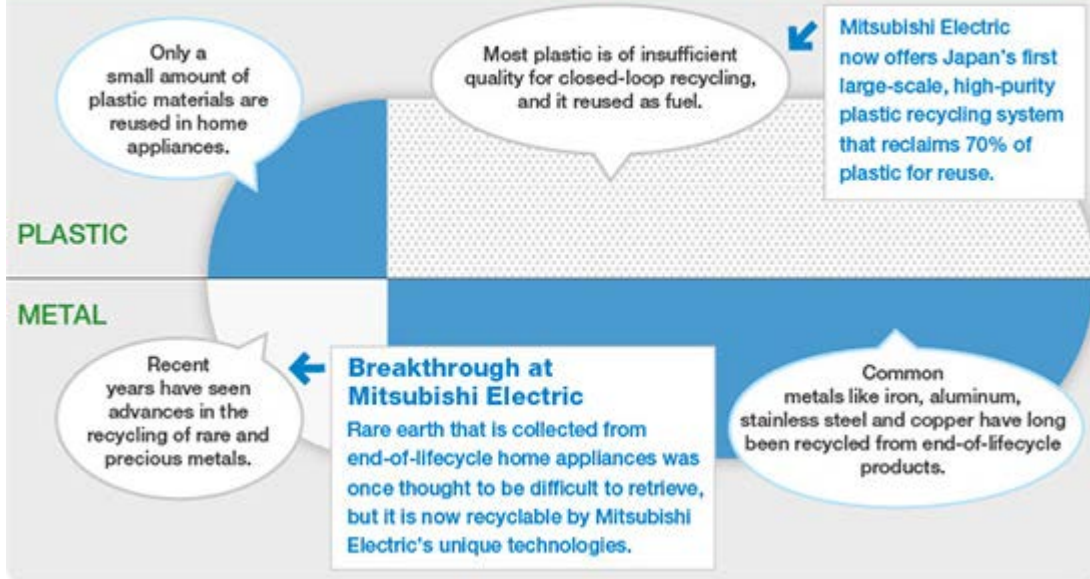 Only a
small amount of
plastic materials are
reused in home
appliances.
Most plastic is of insufficient
quality for closed-loop recycling,
and it reused as fuel.
Mitsubishi Electric
now offers Japan's first
large-scale, high-purity
plastic recycling system
that reclaims 70% of
plastic for reuse.
PLASTIC
METAL
Recent
years have seen
advances in the
recycling of rare and
precious metals.
Breakthrough at
Mitsubishi Electric
Rare earth that is collected from
end-of-lifecycle home appliances was
once thought to be difficult to retrieve,
but it is now recyclable by Mitsubishi
Electric's unique technologies.
Common
metals like iron, aluminum,
stainless steel and copper have long
been recycled from end-of-lifecycle
products.